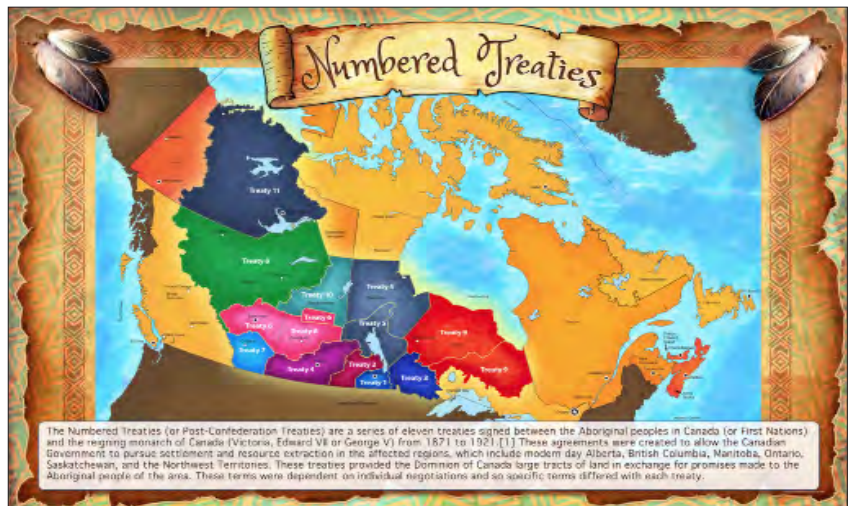 Numbered Treaties
Treaty 11
Treaty 8
Treaty 10
Treaty 5
Treaty 6
Treaty 6
Treaty 6
Treaty 5
Treaty 9
Treaty 7
Treaty 4
Treaty 2
Treaty 1
Treaty 3
Treaty 9
The Numbered Treaties (or Post-Confederation Treaties) are a series of eleven treaties signed between the Aboriginal peoples in Canada (or First Nations)
and the reigning monarch of Canada (Victoria, Edward VII or George V) from 1871 to 1921.[1] These agreements were created to allow the Canadian
Government to pursue settlement and resource extraction in the affected regions, which include modern day Alberta, British Columbia, Manitoba, Ontario,
Saskatchewan, and the Northwest Territories. These treaties provided the Dominion of Canada large tracts of land in exchange for promises made to the
Aboriginal people of the area. These terms were dependent on individual negotiations and so specific terms differed with each treaty.